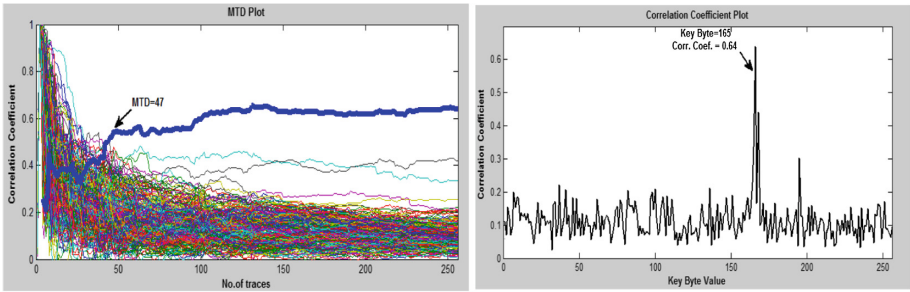 MTD Plot
1
0.8
0.6
0.4
0.2
0
0
50
100
150
200
250
MTD=47
Correlation Coefficient
No.of traces
Correlation Coefficient Plot
Key Byte=165
Corr. Coef. = 0.64
0.7
0.6
0.5
0.4
0.3
0.2
0.1
0
0
50
100
150
200
250
Correlation Coefficient
Key Byte Value